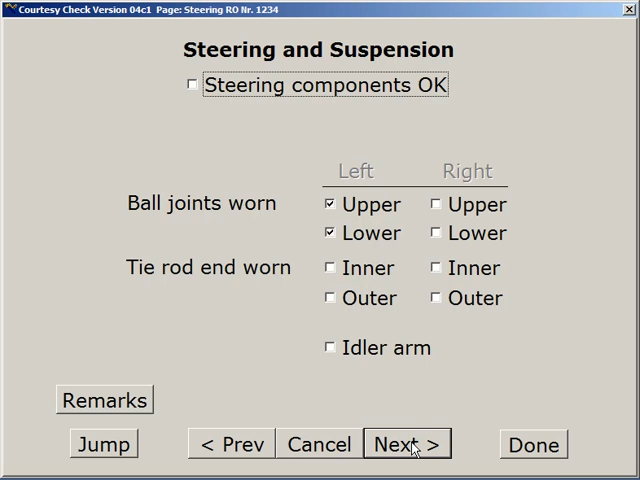 Courtesy Check Version 04c1 Page: Steering RO Nr. 1234
Steering and Suspension
Steering components OK
Left Right
Ball joints worn Upper Upper
Lower Lower
Tie rod end worn Inner Inner
Outer Outer
Idler arm
Remarks
Jump < Prev Cancel Next > Done